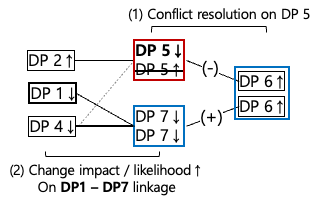 (1) Conflict resolution on DP 5
DP 2↑
DP 5↓
DP 5↑
(-)
DP 6↑
DP 6↑
DP 1↓
DP 4↓
DP 7↓
DP 7↓
(+)
(2) Change impact / likelihood ↑
On DP1 – DP7 linkage